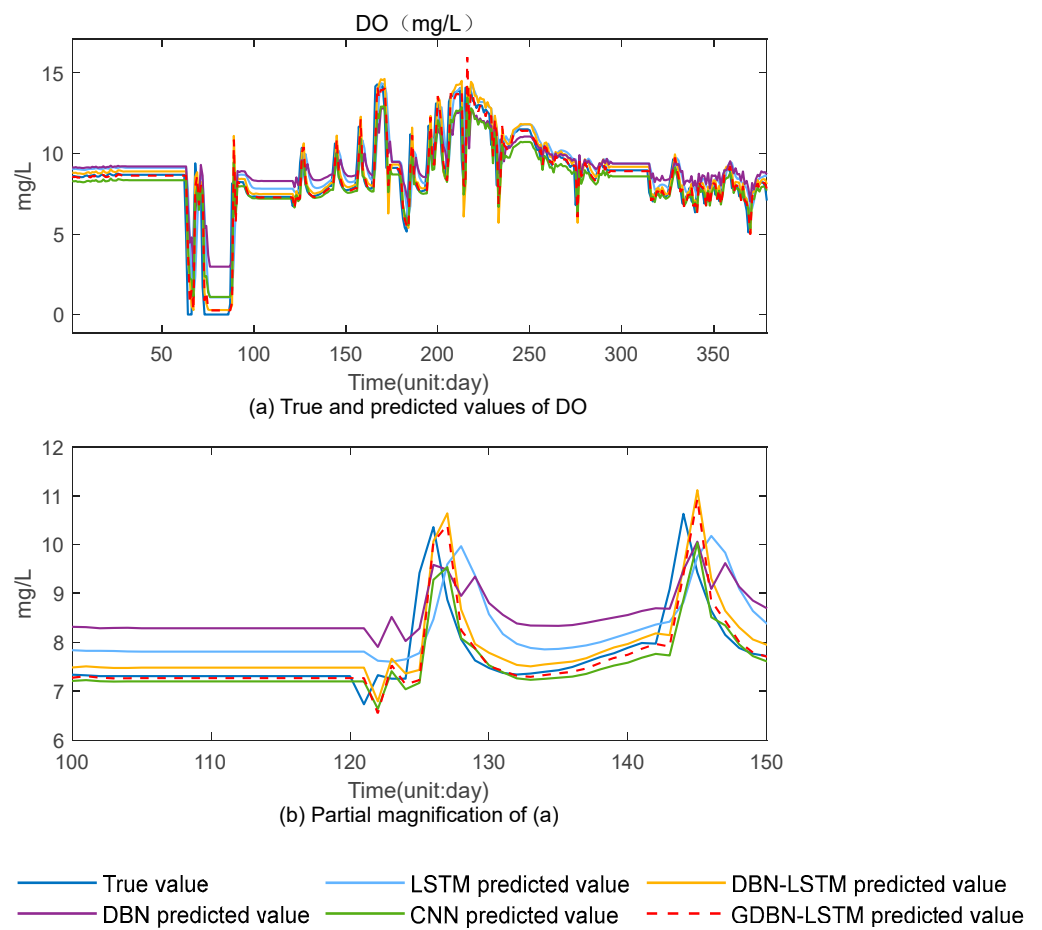 DO（mg/L）
15
10
5
0
mg/L
50 100 150 200 250 300 350
Time(unit:day)
(a) True and predicted values of DO
12
11
10
9
8
7
6
mg/L
100 110 120 130 140 150
Time(unit:day)
(b) Partial magnification of (a)
True value LSTM predicted value DBN-LSTM predicted value
DBN predicted value CNN predicted value GDBN-LSTM predicted value